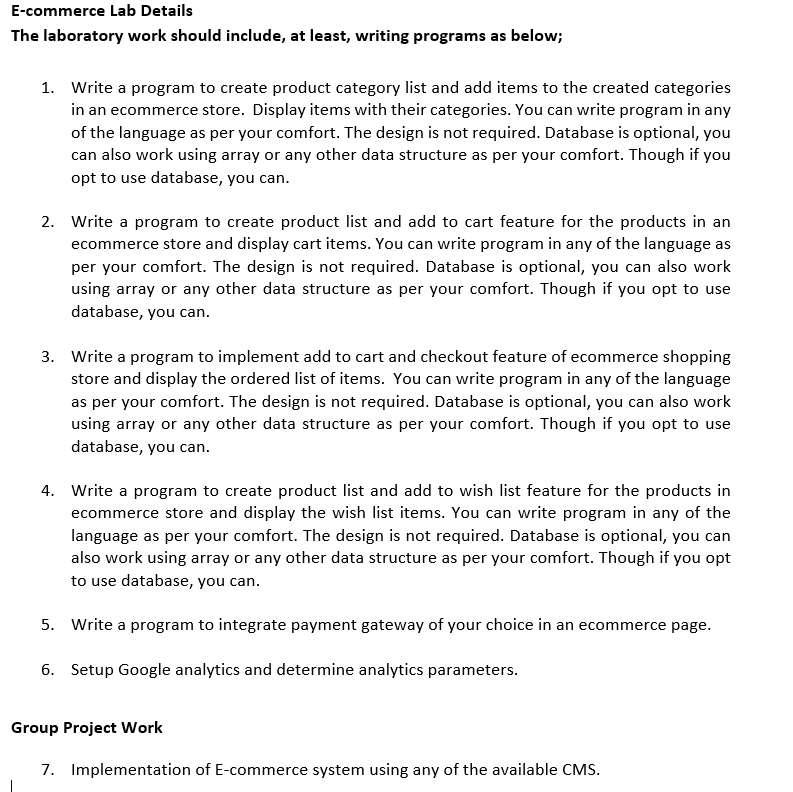 E-commerce Lab Details
The laboratory work should include, at least, writing programs as below;
1. Write a program to create product category list and add items to the created categories
in an ecommerce store. Display items with their categories. You can write program in any
of the language as per your comfort. The design is not required. Database is optional, you
can also work using array or any other data structure as per your comfort. Though if you
opt to use database, you can.
2. Write a program to create product list and add to cart feature for the products in an
ecommerce store and display cart items. You can write program in any of the language as
per your comfort. The design is not required. Database is optional, you can also work
using array or any other data structure as per your comfort. Though if you opt to use
database, you can.
3. Write a program to implement add to cart and checkout feature of ecommerce shopping
store and display the ordered list of items. You can write program in any of the language
as per your comfort. The design is not required. Database is optional, you can also work
using array or any other data structure as per your comfort. Though if you opt to use
database, you can.
4. Write a program to create product list and add to wish list feature for the products in
ecommerce store and display the wish list items. You can write program in any of the
language as per your comfort. The design is not required. Database is optional, you can
also work using array or any other data structure as per your comfort. Though if you opt
to use database, you can.
5. Write a program to integrate payment gateway of your choice in an ecommerce page.
6. Setup Google analytics and determine analytics parameters.
Group Project Work
7. Implementation of E-commerce system using any of the available CMS.